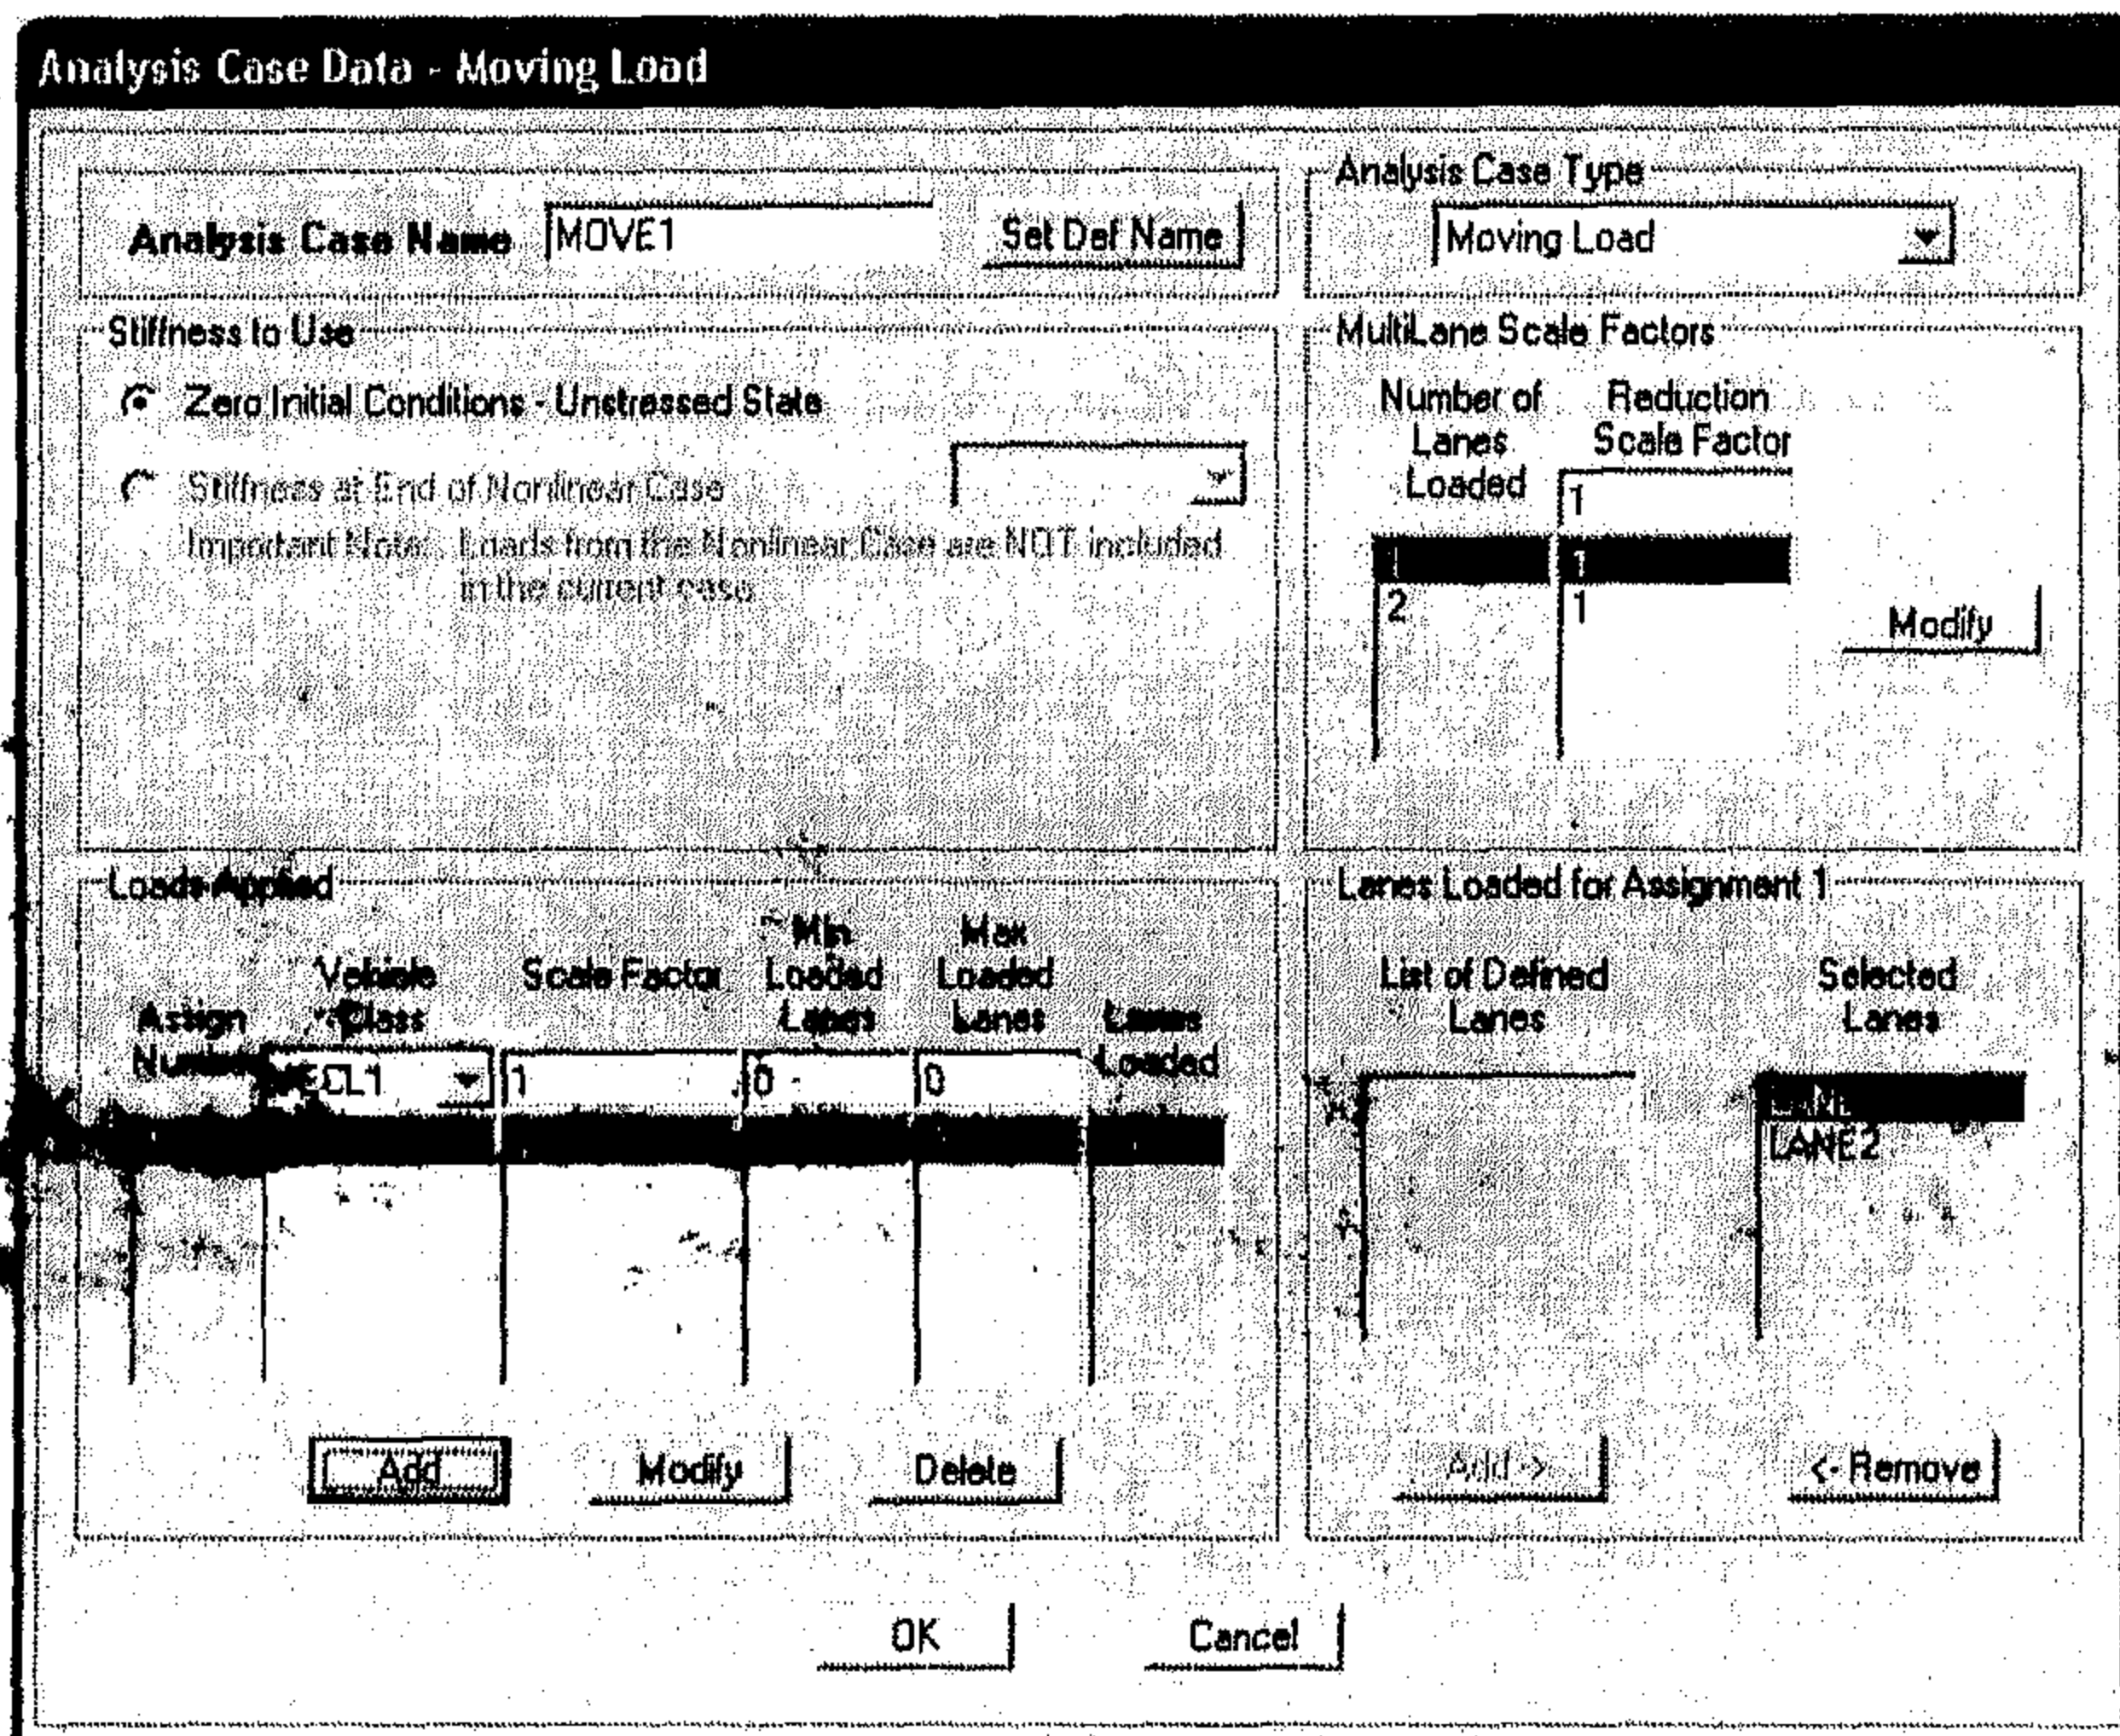 Analysis Case Data - Moving Load
Analysis Case Name
MOVE1
Set Def Name
Analysis Case Type
Moving Load
Stiffness to Use
Zero Initial Conditions - Unstressed State
Stiffness at End of Nonlinear Case
Important Note: Loads from the Nonlinear Case are NOT included
in the current case
MultiLane Scale Factors
Number of
Lanes
Loaded
Reduction
Scale Factor
1
1 1
2 1
Modify
Loads Applied
Assign
Number
Vehicle
Class
Scale Factor
Min
Loaded
Lanes
Max
Loaded
Lanes
Lanes
Loaded
CL1 1 0 0
Add
Modify
Delete
Lanes Loaded for Assignment 1
List of Defined
Lanes
Selected
Lanes
LANE2
Add ->
<- Remove
OK
Cancel